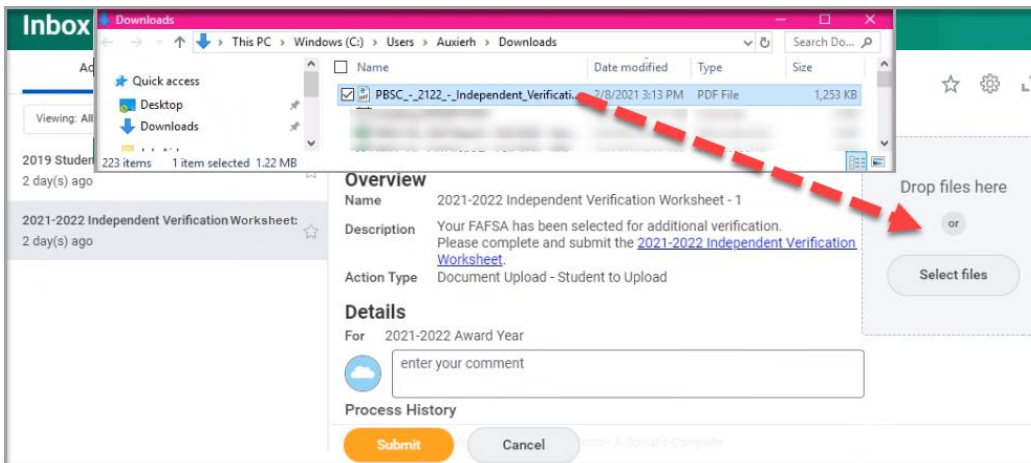 Inbox
Downloads
This PC > Windows (C:) > Users > Auxierh > Downloads
Search Do...
Quick access
Desktop
Downloads
223 items 1 item selected 1.22 MB
Name Date modified Type Size
PBSC_-_2122_-_Independent_Verificati... 2/8/2021 3:13 PM PDF File 1,253 KB
Viewing: All
2019 Studen
2 day(s) ago
2021-2022 Independent Verification Worksheet:
2 day(s) ago
Overview
Name 2021-2022 Independent Verification Worksheet - 1
Description Your FAFSA has been selected for additional verification.
Please complete and submit the 2021-2022 Independent Verification
Worksheet.
Action Type Document Upload - Student to Upload
Details
For 2021-2022 Award Year
enter your comment
Process History
Submit
Cancel
Drop files here
or
Select files